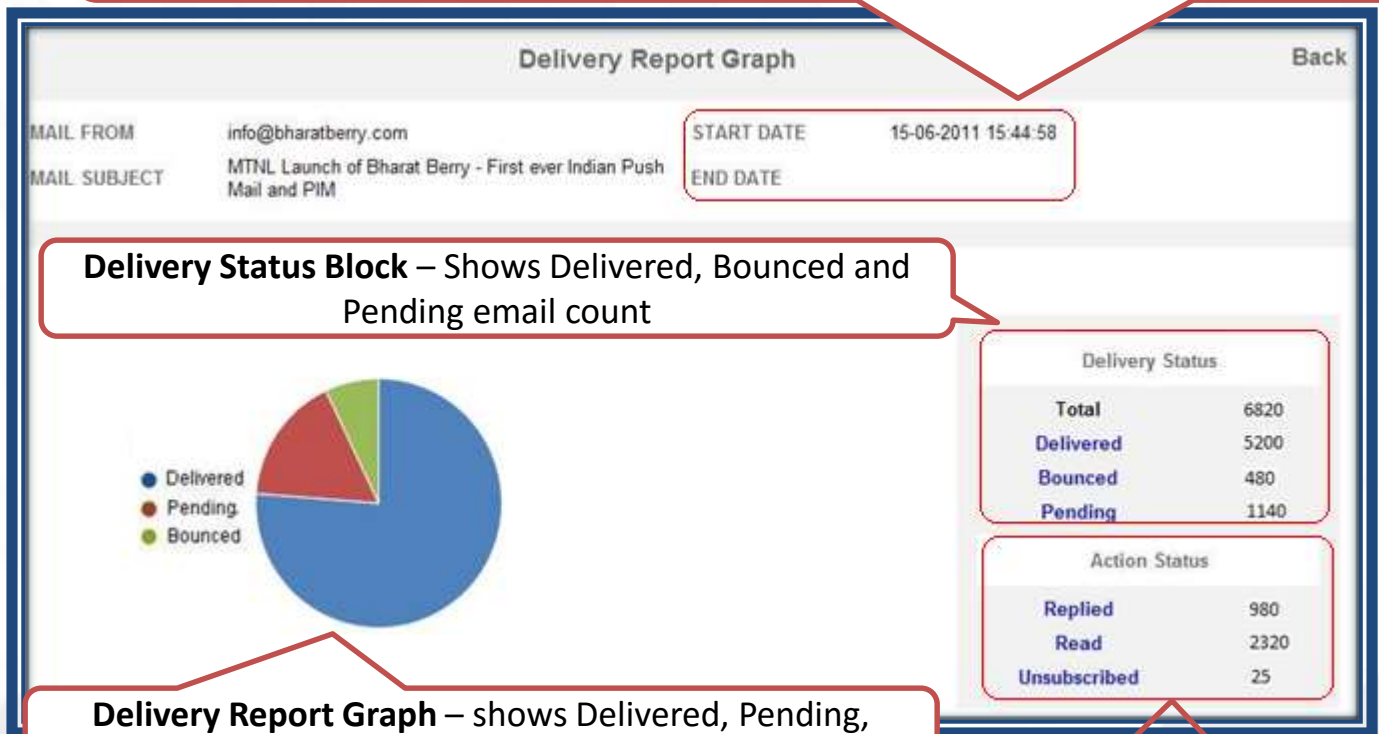 Delivery Report Graph
Back
MAIL FROM
info@bharatberry.com
START DATE
15-06-2011 15:44:58
MAIL SUBJECT
MTNL Launch of Bharat Berry - First ever Indian Push
Mail and PIM
END DATE
Delivery Status Block – Shows Delivered, Bounced and
Pending email count
Delivered
Pending
Bounced
Delivery Status
Total 6820
Delivered 5200
Bounced 480
Pending 1140
Action Status
Replied 980
Read 2320
Unsubscribed 25
Delivery Report Graph – shows Delivered, Pending,